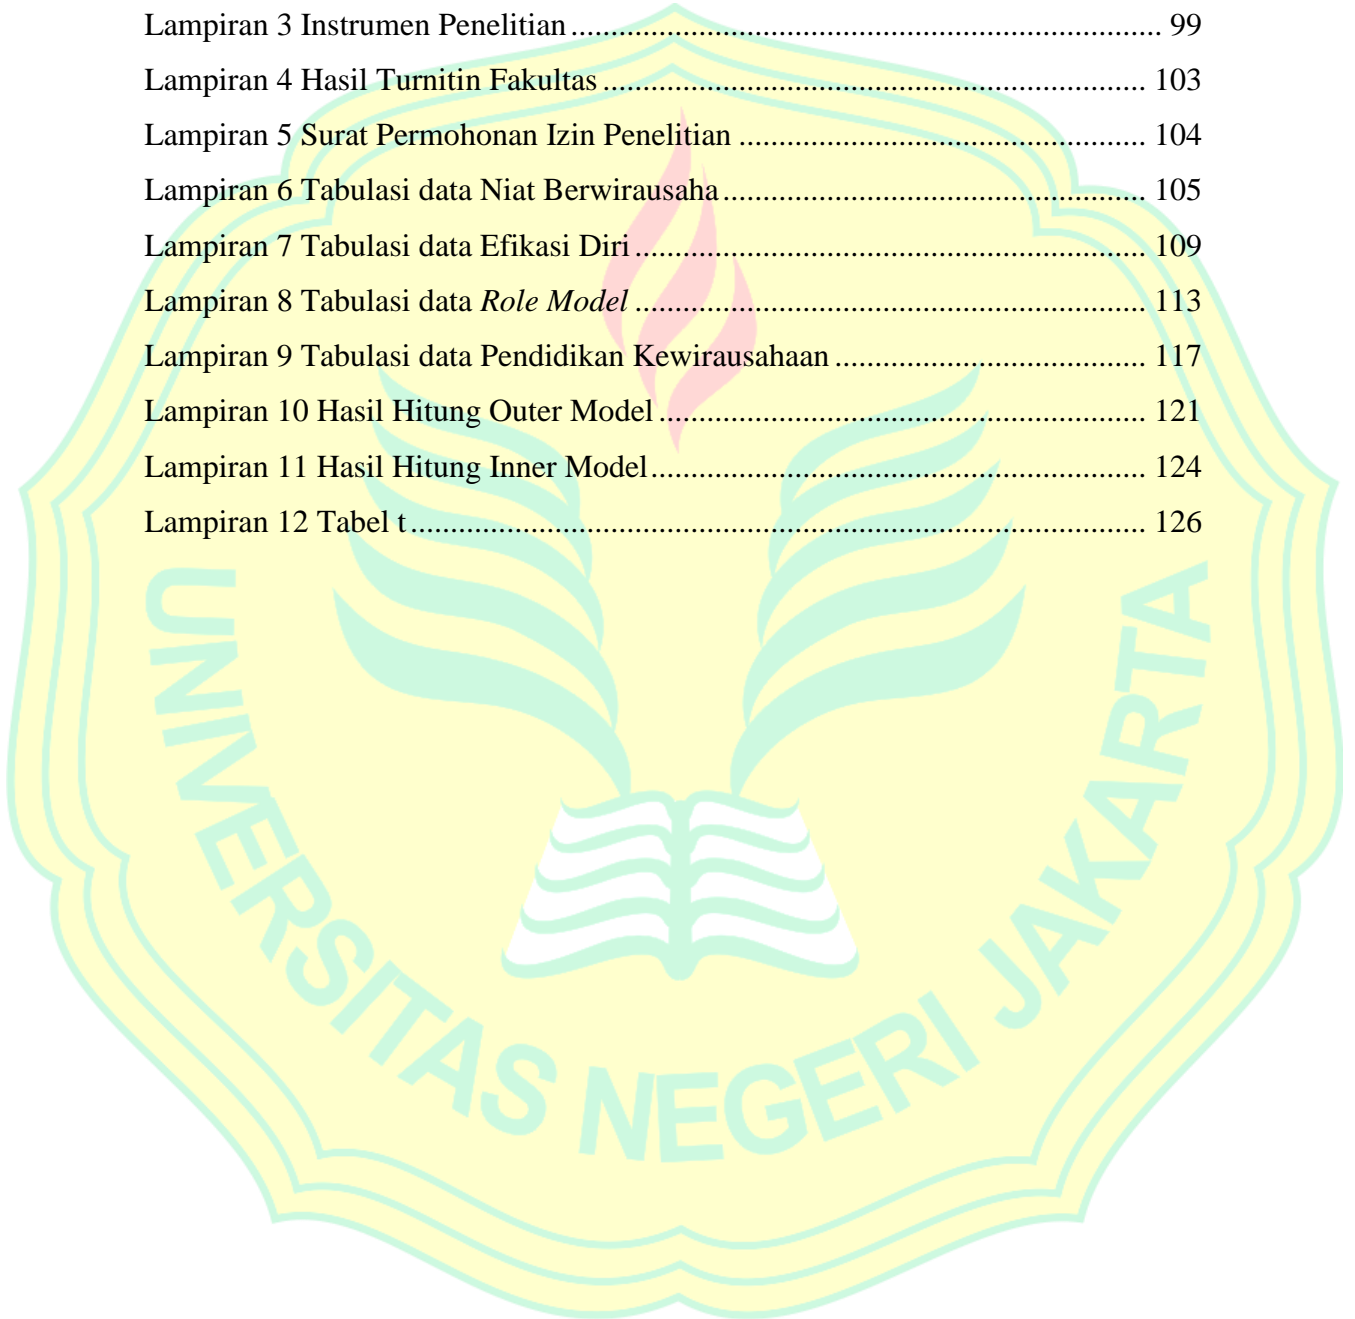 Lampiran 3 Instrumen Penelitian .......................................................................... 99
Lampiran 4 Hasil Turnitin Fakultas .................................................................... 103
Lampiran 5 Surat Permohonan Izin Penelitian ................................................... 104
Lampiran 6 Tabulasi data Niat Berwirausaha ..................................................... 105
Lampiran 7 Tabulasi data Efikasi Diri ................................................................ 109
Lampiran 8 Tabulasi data Role Model ................................................................ 113
Lampiran 9 Tabulasi data Pendidikan Kewirausahaan ....................................... 117
Lampiran 10 Hasil Hitung Outer Model ............................................................ 121
Lampiran 11 Hasil Hitung Inner Model .............................................................. 124
Lampiran 12 Tabel t ............................................................................................ 126
UNIVERSITAS NEGERI JAKARTA